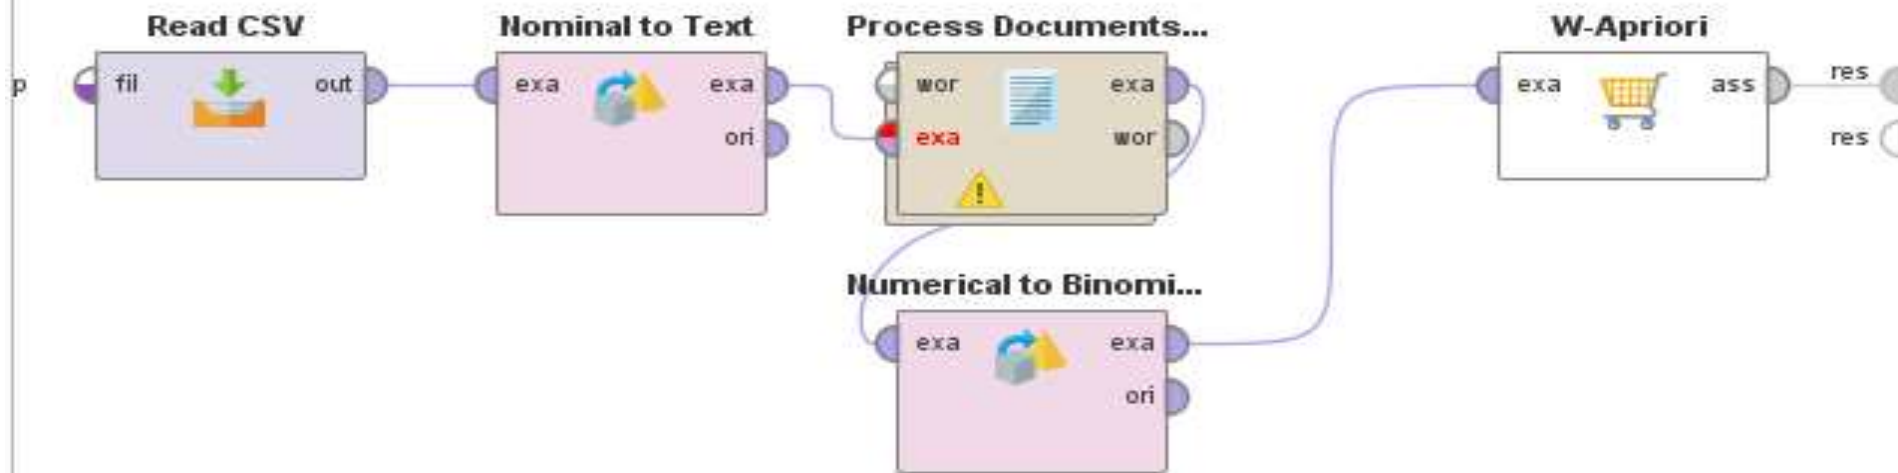 Read CSV Nominal to Text Process Documents... W-Apriori
p fil out exa exa wor exa exa ass res
ori exa wor res
Numerical to Binomi...
exa exa
ori